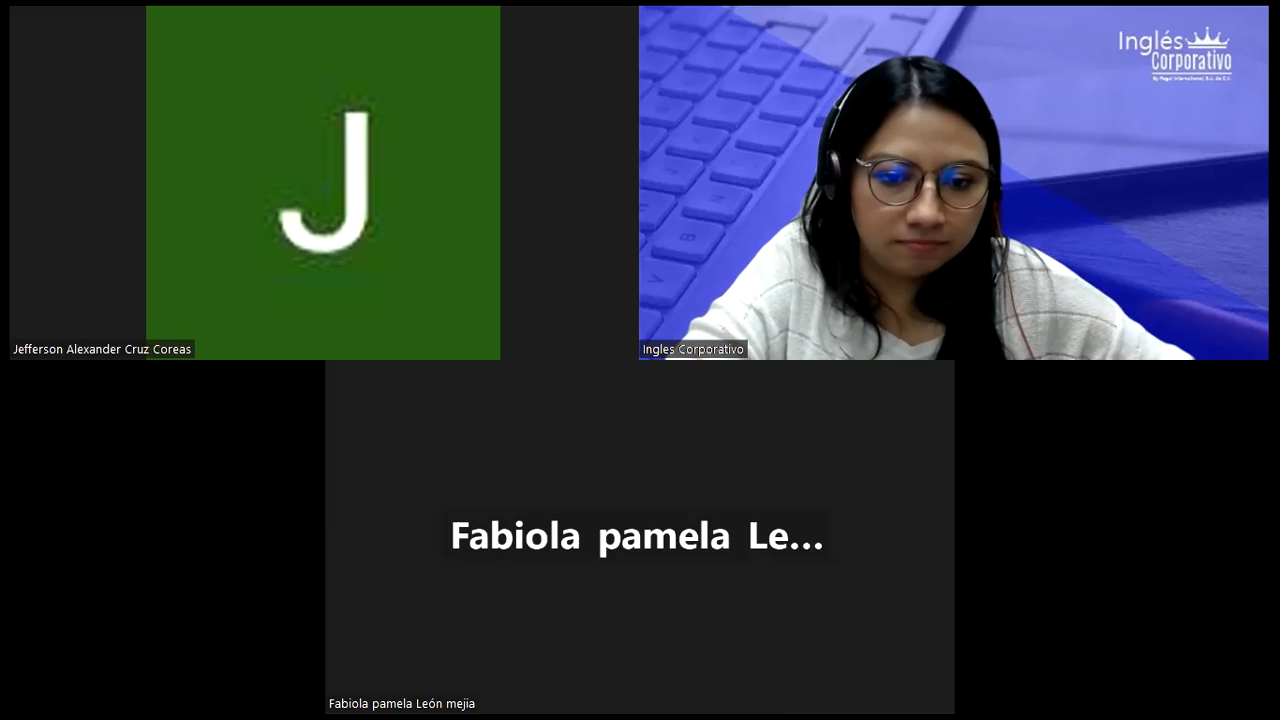 J
Jefferson Alexander Cruz Coreas
Inglés
Corporativo
Ingles Corporativo
Fabiola pamela Le...
Fabiola pamela León mejia